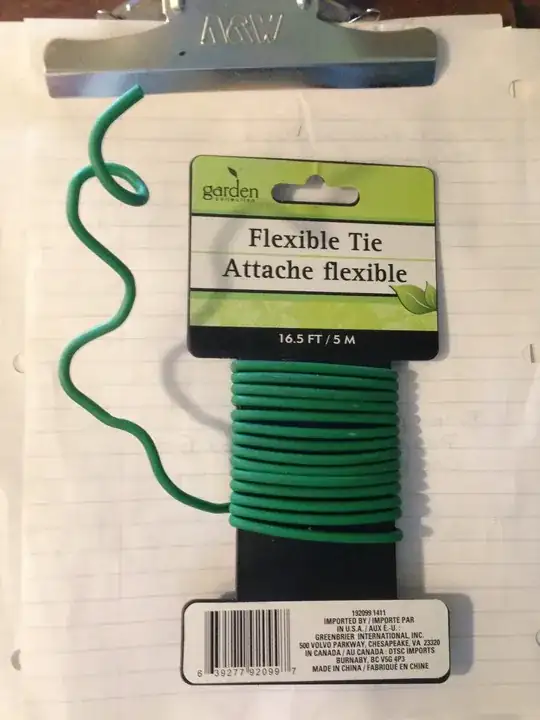 garden
collection
Flexible Tie
Attache flexible
16.5 FT / 5 M
192099 1411
IMPORTED BY / IMPORTE PAR
IN U.S.A. / AUX E.-U. :
GREENBRIER INTERNATIONAL, INC.
500 VOLVO PARKWAY, CHESAPEAKE, VA 23320
IN CANADA / AU CANADA : DTSC IMPORTS
BURNABY, BC V5G 4P3
MADE IN CHINA / FABRIQUÉ EN CHINE
6 39277 92099 7